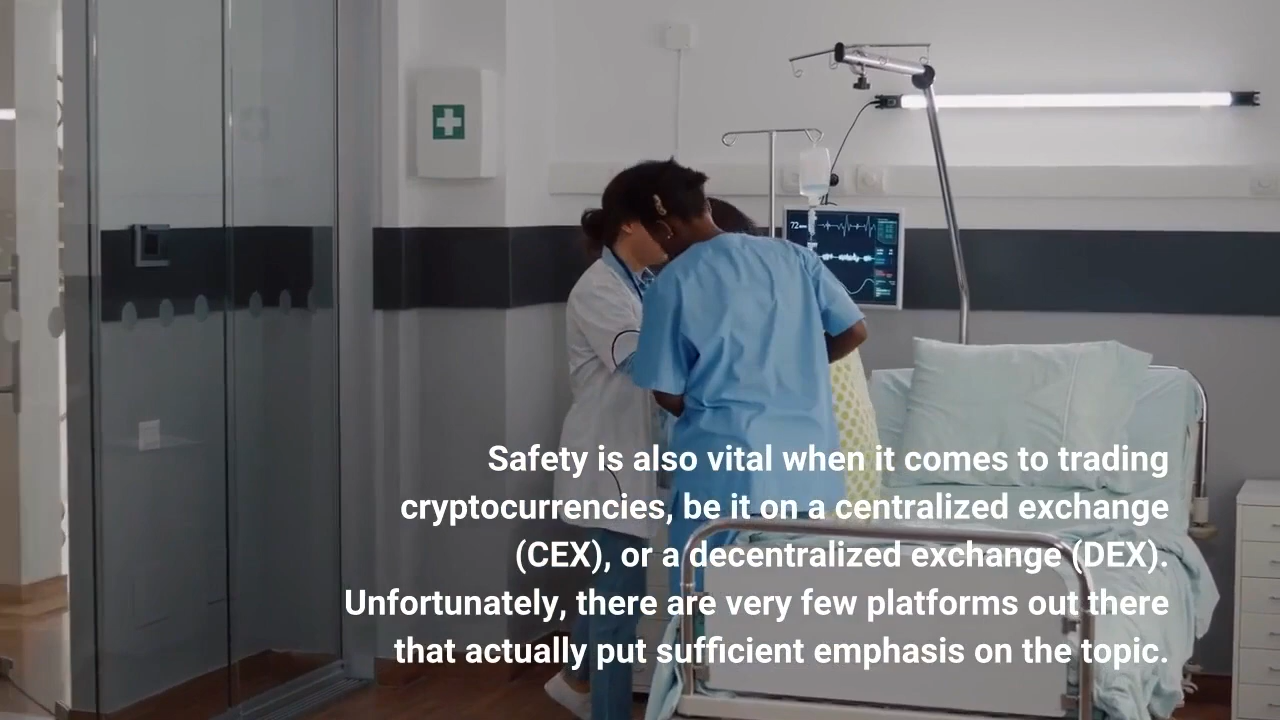 72
Safety is also vital when it comes to trading
cryptocurrencies, be it on a centralized exchange
(CEX), or a decentralized exchange (DEX).
Unfortunately, there are very few platforms out there
that actually put sufficient emphasis on the topic.